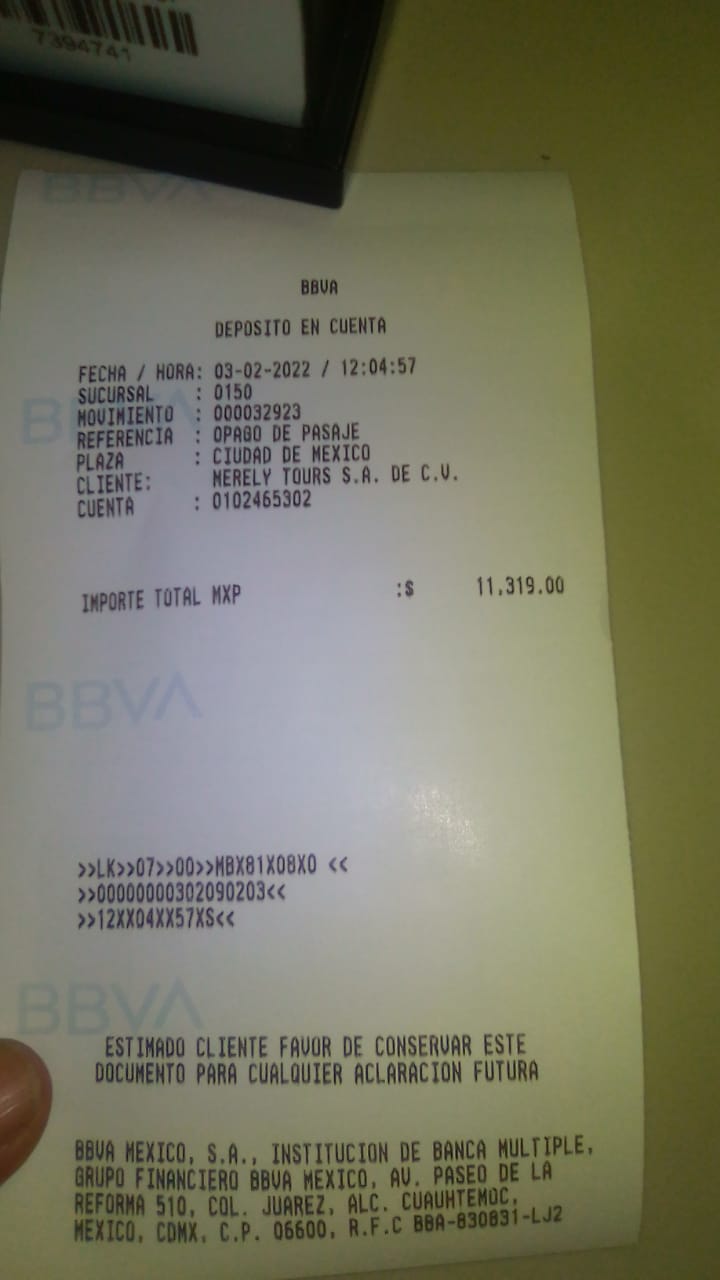 7394741
BBVA
BBVA
DEPOSITO EN CUENTA
FECHA / HORA: 03-02-2022 / 12:04:57
SUCURSAL : 0150
MOVIMIENTO : 000032923
REFERENCIA : OPAGO DE PASAJE
PLAZA : CIUDAD DE MEXICO
CLIENTE: MERELY TOURS S.A. DE C.V.
CUENTA : 0102465302
IMPORTE TOTAL MXP :$ 11,319.00
BBVA
>>LK>>07>>00>>MBX81X08X0 <<
>>00000000302090203<<
>>12XX04XX57XS<<
BBVA
ESTIMADO CLIENTE FAVOR DE CONSERVAR ESTE
DOCUMENTO PARA CUALQUIER ACLARACION FUTURA
BBVA MEXICO, S.A., INSTITUCION DE BANCA MULTIPLE,
GRUPO FINANCIERO BBVA MEXICO, AV. PASEO DE LA
REFORMA 510, COL. JUAREZ, ALC. CUAUHTEMOC,
MEXICO, CDMX, C.P. 06600, R.F.C BBA-830831-LJ2